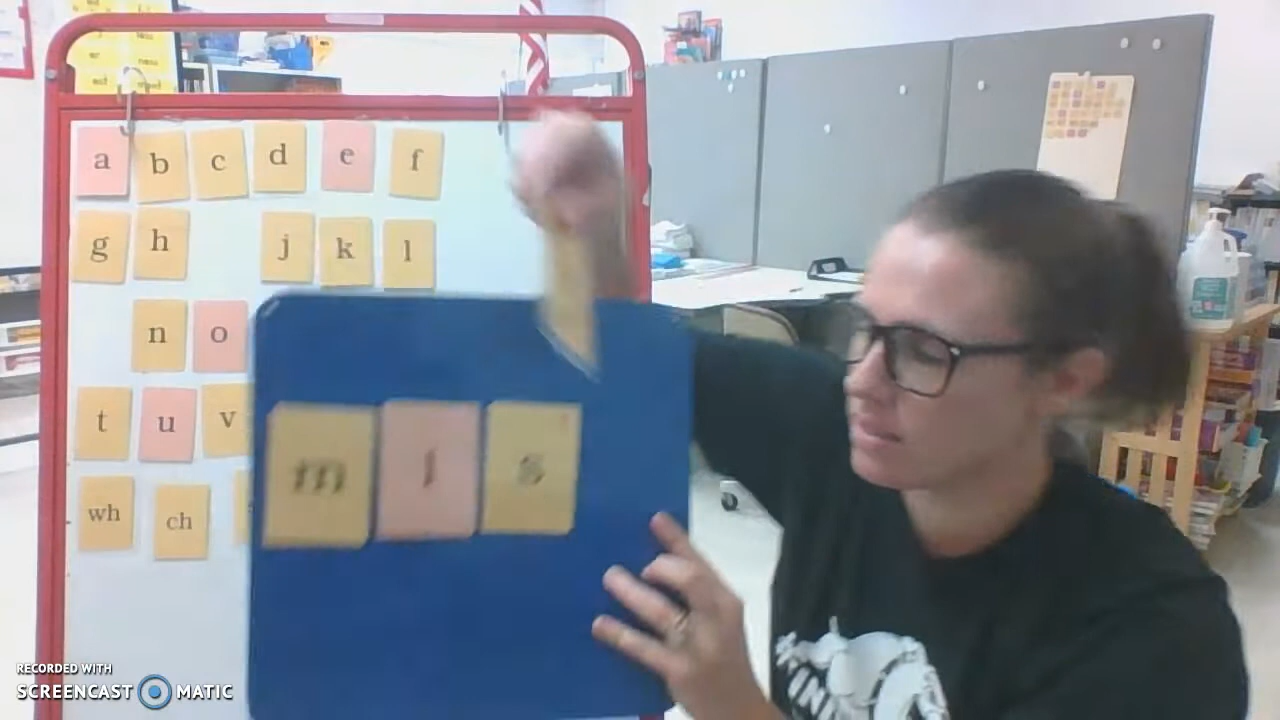 a b c d e f
g h j k l
n o
t u v
wh ch
m i s
RECORDED WITH
SCREENCAST MATIC